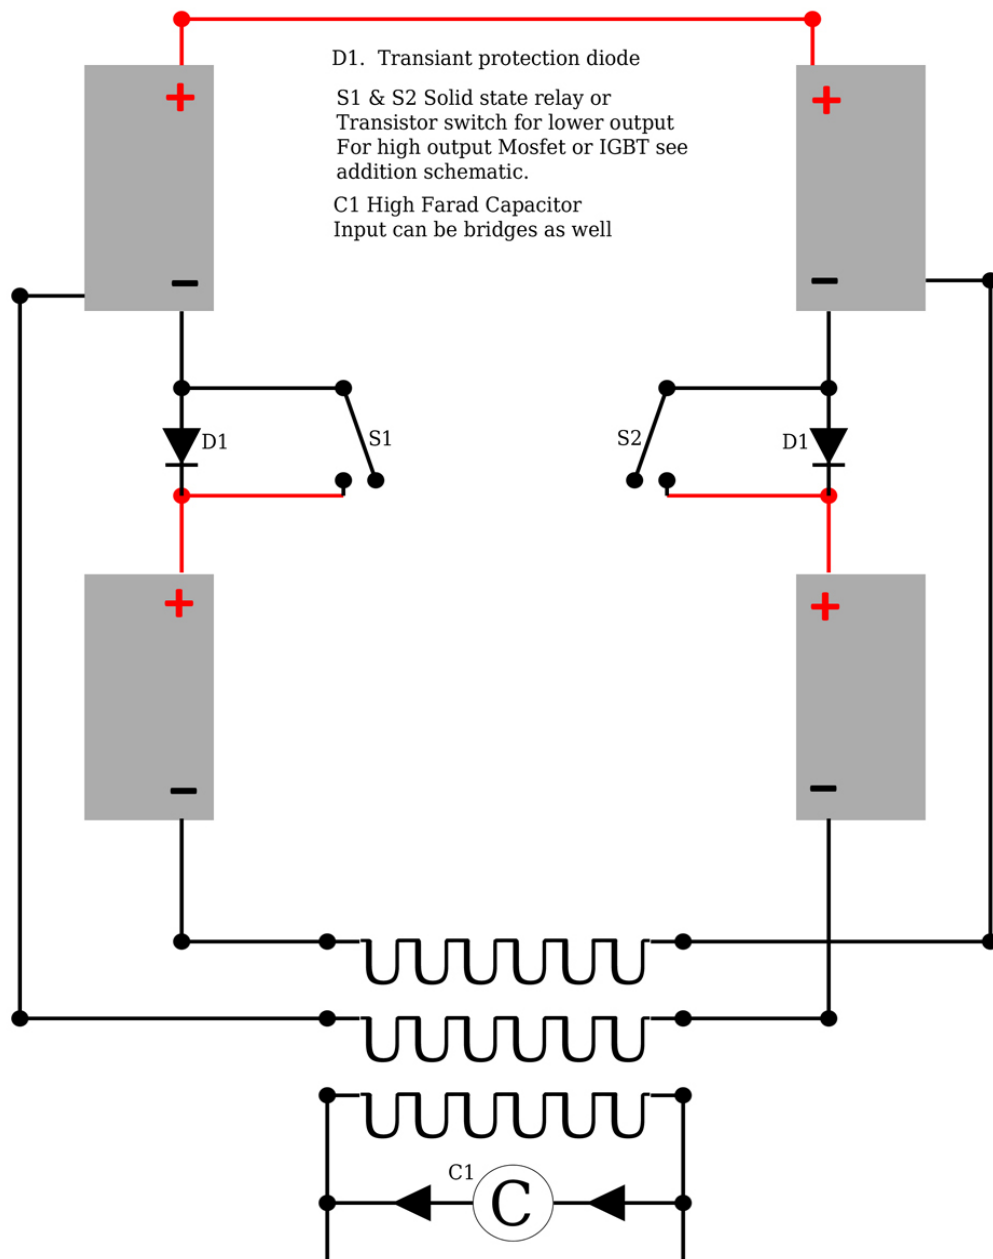 D1.  Transiant protection diode
S1 & S2 Solid state relay or
Transistor switch for lower output
For high output Mosfet or IGBT see
addition schematic.
C1 High Farad Capacitor
Input can be bridges as well
+
+
-
-
D1
S1
S2
D1
+
+
-
-
C1
C